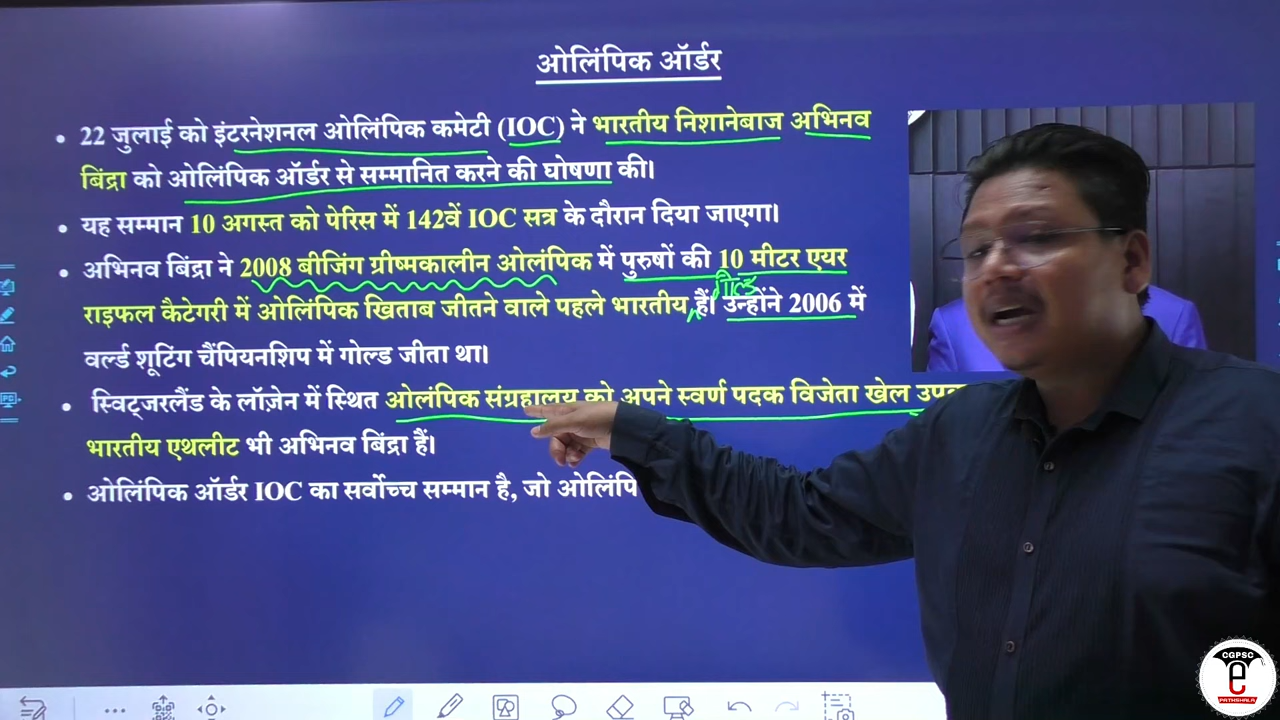 ओलिंपिक ऑर्डर
• 22 जुलाई को इंटरनेशनल ओलिंपिक कमेटी (IOC) ने भारतीय निशानेबाज अभिनव
बिंद्रा को ओलिंपिक ऑर्डर से सम्मानित करने की घोषणा की।
• यह सम्मान 10 अगस्त को पेरिस में 142वें IOC सत्र के दौरान दिया जाएगा।
• अभिनव बिंद्रा ने 2008 बीजिंग ग्रीष्मकालीन ओलंपिक में पुरुषों की 10 मीटर एयर
राइफल कैटेगरी में ओलिंपिक खिताब जीतने वाले पहले भारतीय हैं। उन्होंने 2006 में
वर्ल्ड शूटिंग चैंपियनशिप में गोल्ड जीता था।
• स्विट्जरलैंड के लॉज़ेन में स्थित ओलंपिक संग्रहालय को अपने स्वर्ण पदक विजेता खेल
भारतीय एथलीट भी अभिनव बिंद्रा हैं।
• ओलिंपिक ऑर्डर IOC का सर्वोच्च सम्मान है, जो
CGPSC
e
PATHSHALA